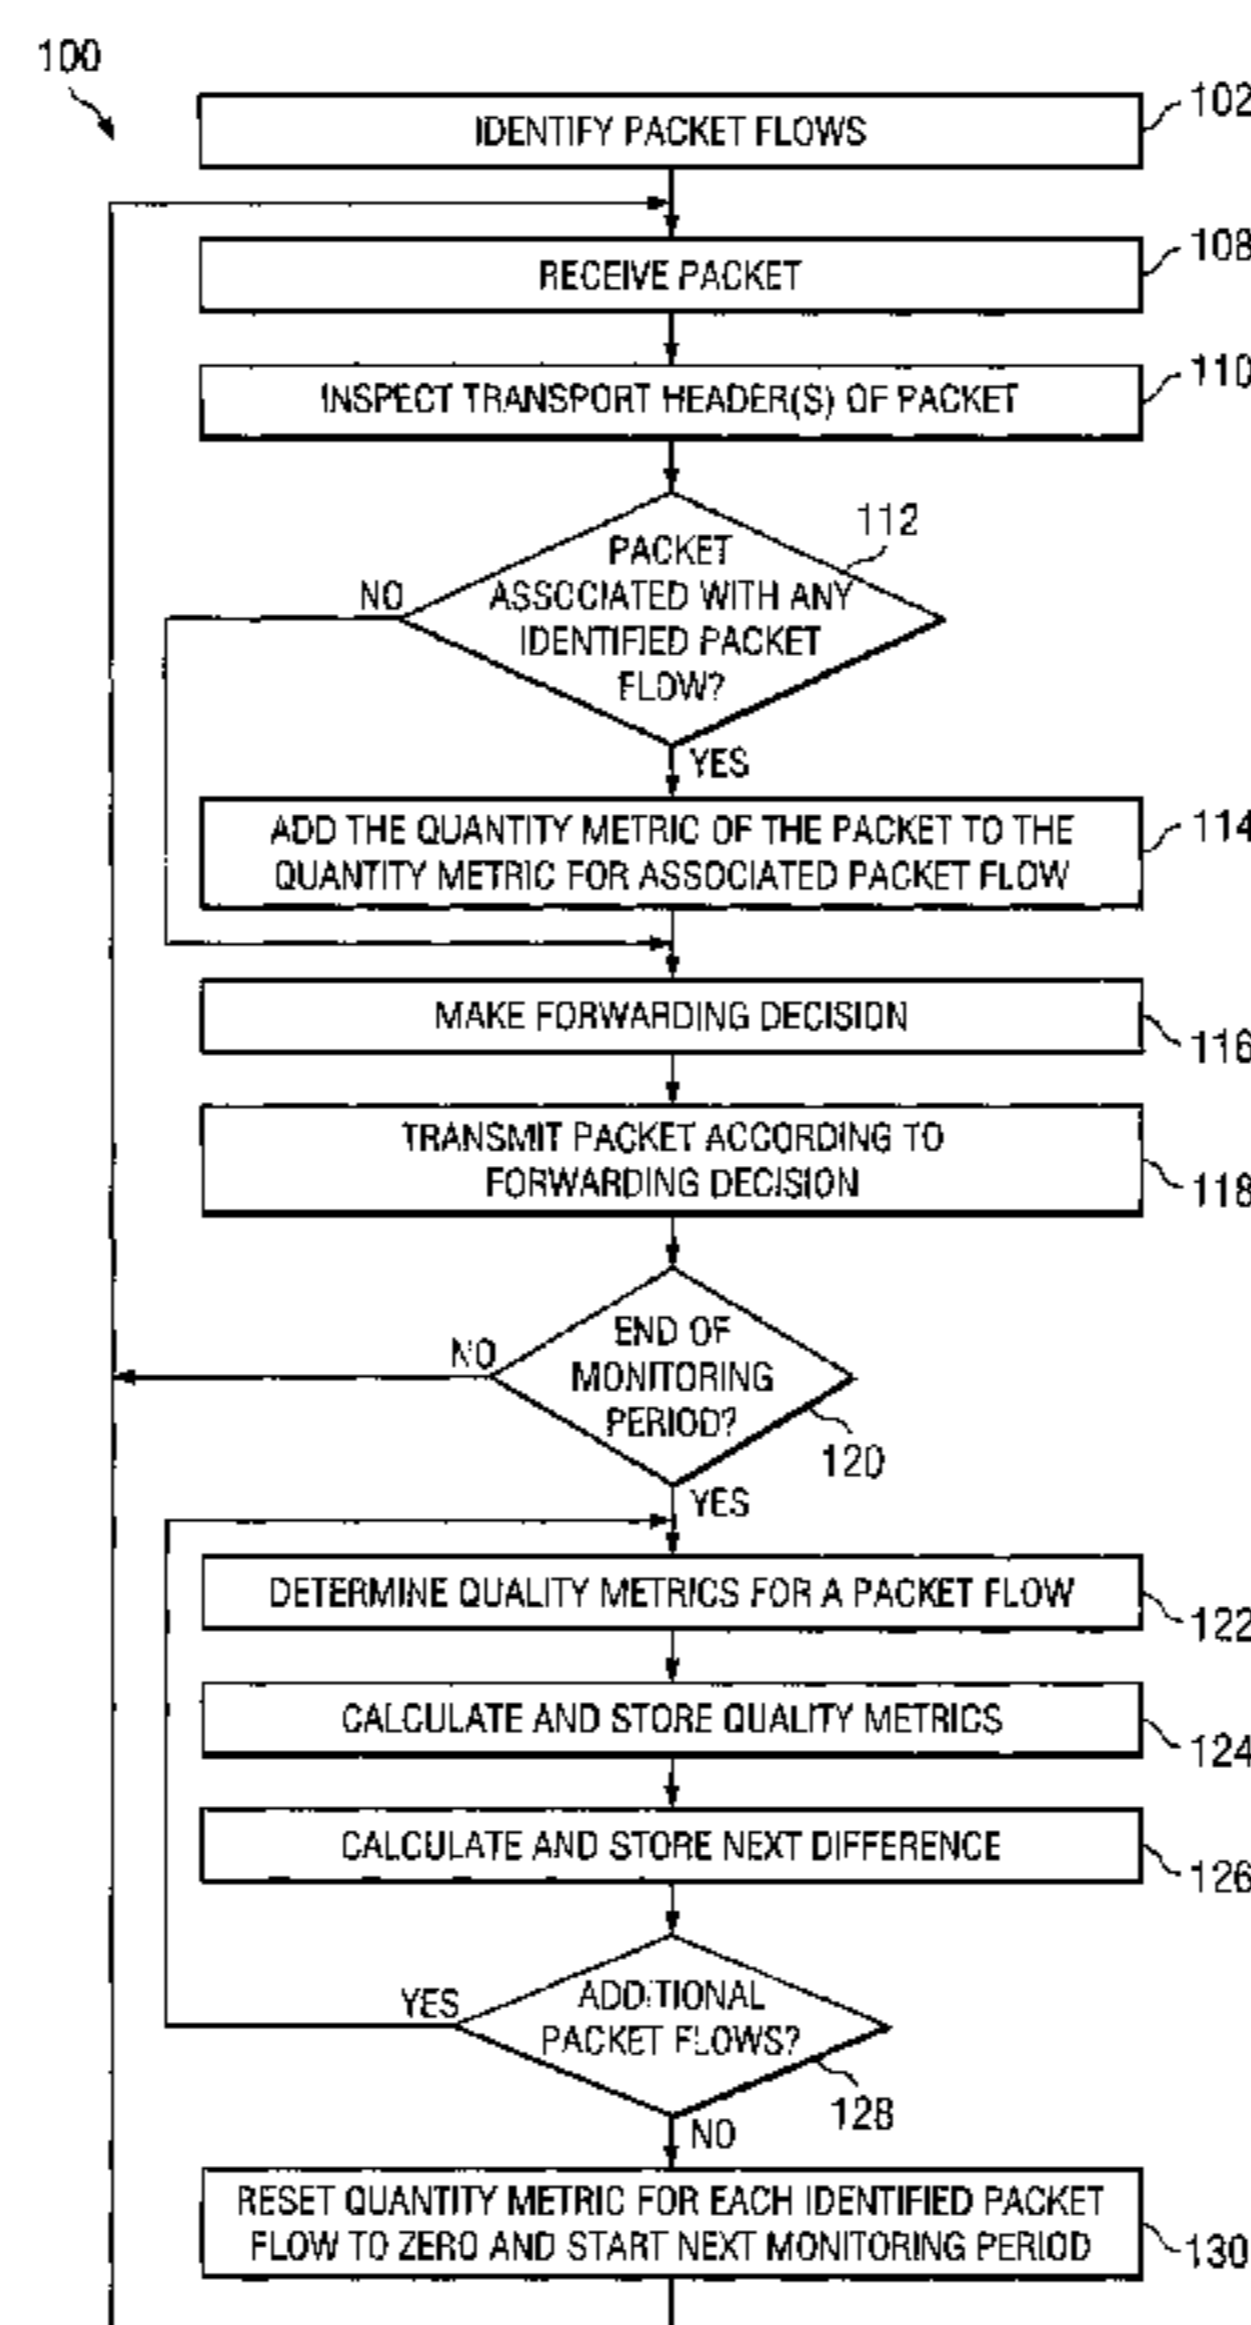 100
IDENTIFY PACKET FLOWS
102
RECEIVE PACKET
108
INSPECT TRANSPORT HEADER(S) OF PACKET
110
112
PACKET
ASSOCIATED WITH ANY
IDENTIFIED PACKET
FLOW?
NO
YES
ADD THE QUANTITY METRIC OF THE PACKET TO THE
QUANTITY METRIC FOR ASSOCIATED PACKET FLOW
114
MAKE FORWARDING DECISION
116
TRANSMIT PACKET ACCORDING TO
FORWARDING DECISION
118
END OF
MONITORING
PERIOD?
NO
120
YES
DETERMINE QUALITY METRICS FOR A PACKET FLOW
122
CALCULATE AND STORE QUALITY METRICS
124
CALCULATE AND STORE NEXT DIFFERENCE
126
YES
ADDITIONAL
PACKET FLOWS?
128
NO
RESET QUANTITY METRIC FOR EACH IDENTIFIED PACKET
FLOW TO ZERO AND START NEXT MONITORING PERIOD
130